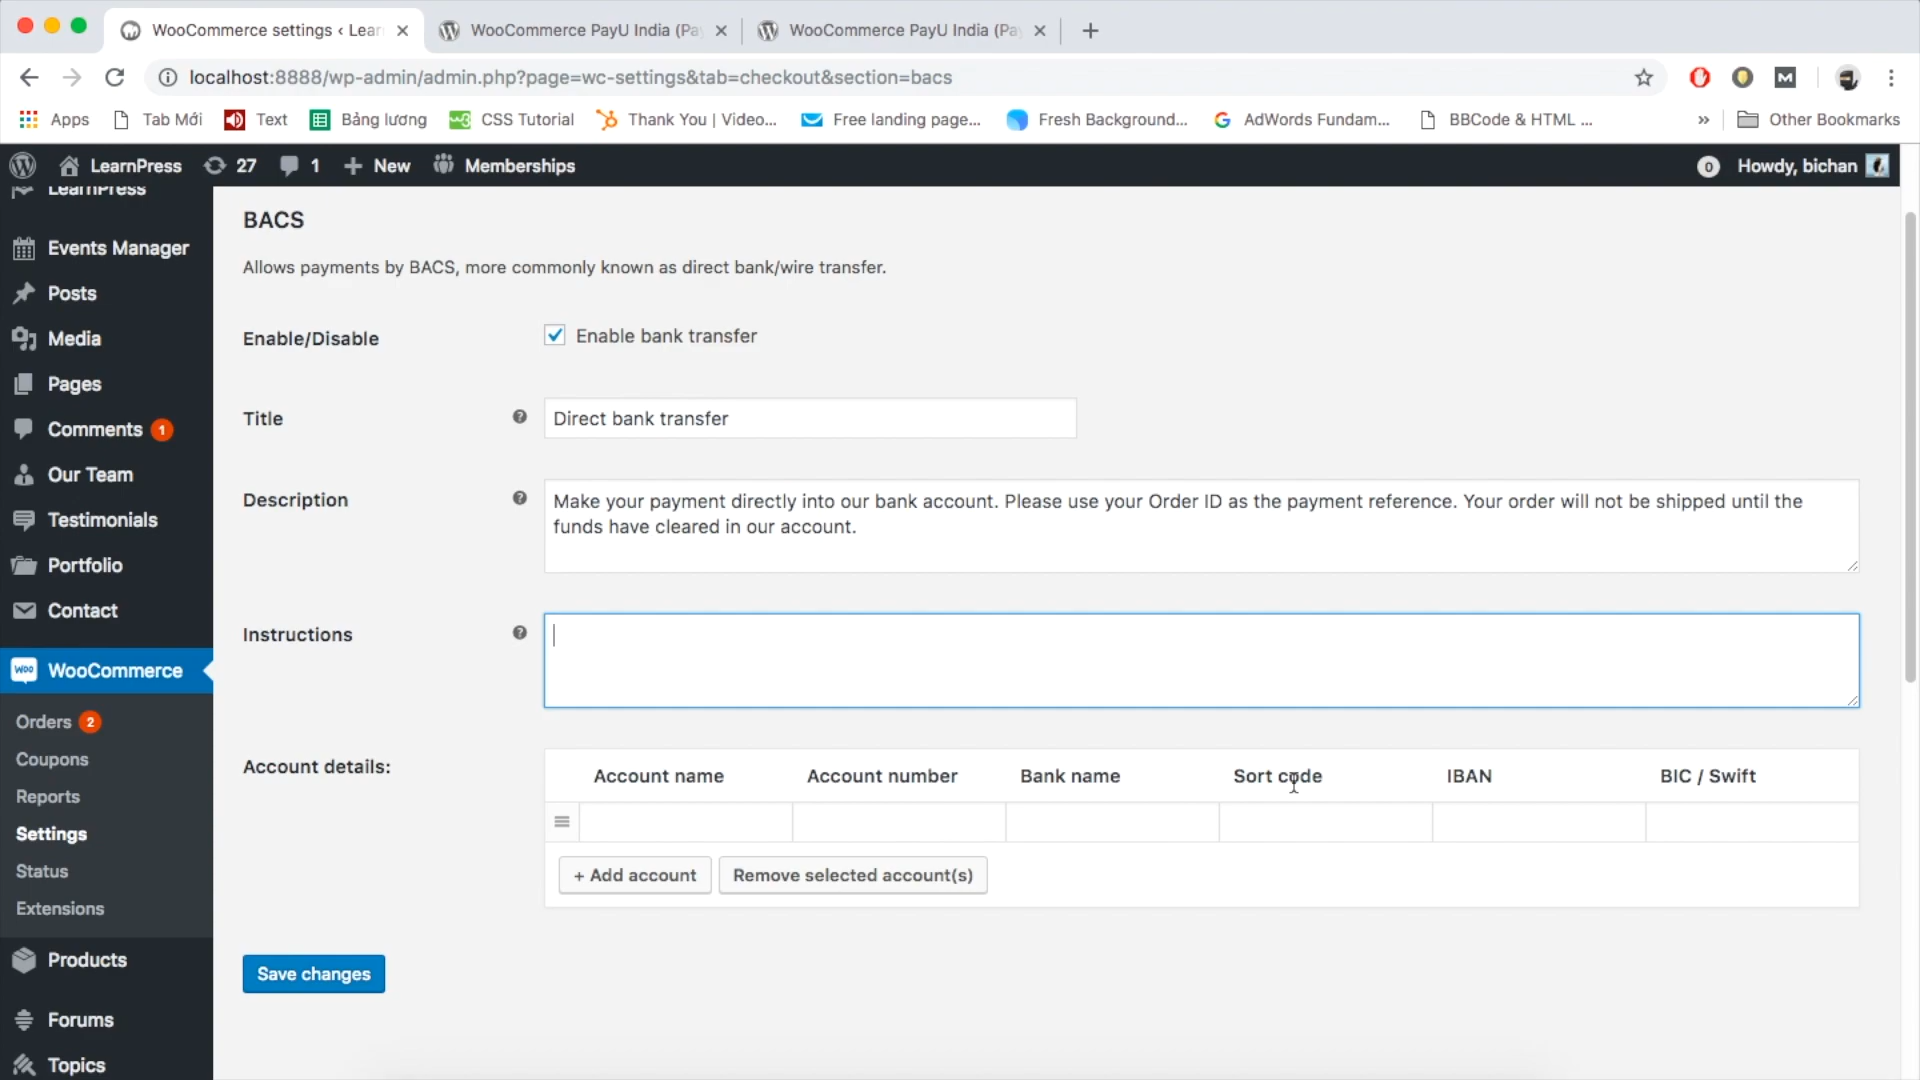 WooCommerce settings ‹ Lear
WooCommerce PayU India (Pay
WooCommerce PayU India (Pay
localhost:8888/wp-admin/admin.php?page=wc-settings&tab=checkout&section=bacs
Apps
Tab Mới
Text
Bảng lương
CSS Tutorial
Thank You | Video...
Free landing page...
Fresh Background...
AdWords Fundam...
BBCode & HTML ...
»
Other Bookmarks
LearnPress
27
1
+ New
Memberships
0
Howdy, bichan
LearnPress
Events Manager
Posts
Media
Pages
Comments 1
Our Team
Testimonials
Portfolio
Contact
WooCommerce
Orders 2
Coupons
Reports
Settings
Status
Extensions
Products
Forums
Topics
BACS
Allows payments by BACS, more commonly known as direct bank/wire transfer.
Enable/Disable
Enable bank transfer
Title
Direct bank transfer
Description
Make your payment directly into our bank account. Please use your Order ID as the payment reference. Your order will not be shipped until the
funds have cleared in our account.
Instructions
Account details:
Account name
Account number
Bank name
Sort code
IBAN
BIC / Swift
+ Add account
Remove selected account(s)
Save changes